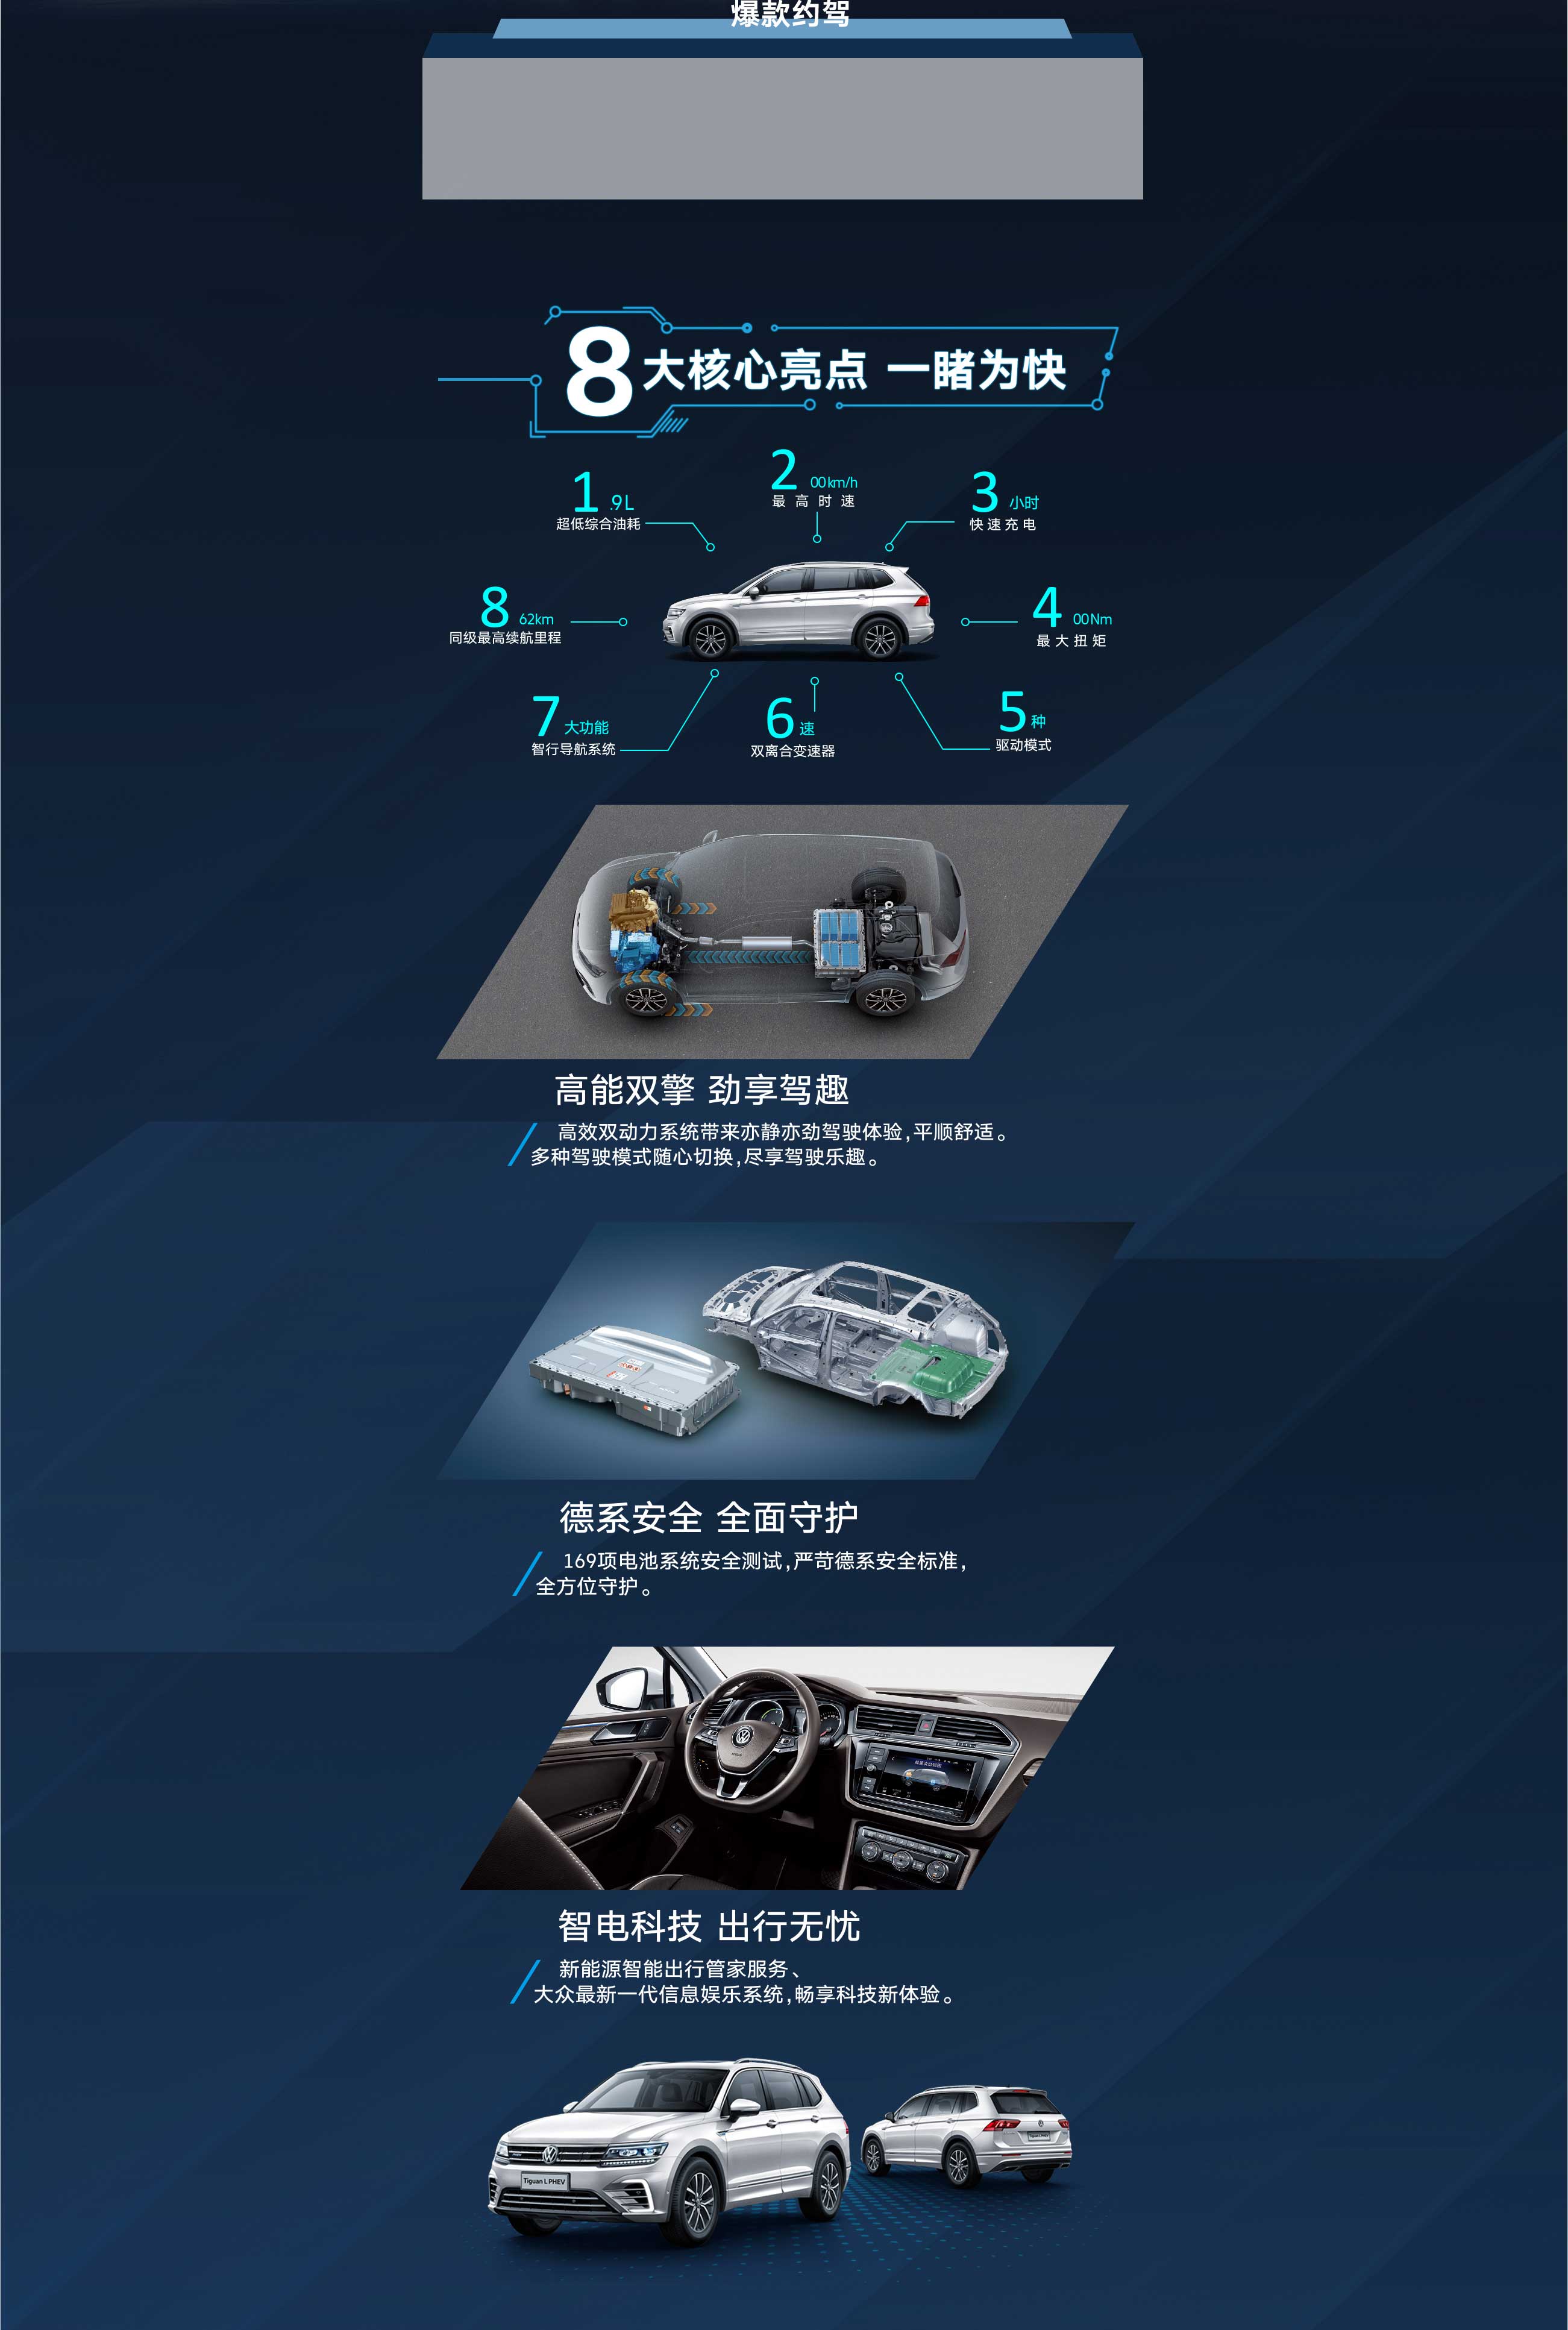 爆款约驾
8大核心亮点 一睹为快
1.9L
超低综合油耗
200km/h
最高时速
3小时
快速充电
862km
同级最高续航里程
400Nm
最大扭矩
7大功能
智行导航系统
6速
双离合变速器
5种
驱动模式
高能双擎 劲享驾趣
高效双动力系统带来亦静亦劲驾驶体验,平顺舒适。
多种驾驶模式随心切换,尽享驾驶乐趣。
德系安全 全面守护
169项电池系统安全测试,严苛德系安全标准,
全方位守护。
智电科技 出行无忧
新能源智能出行管家服务、
大众最新一代信息娱乐系统,畅享科技新体验。
Tiguan L PHEV
Tiguan L PHEV